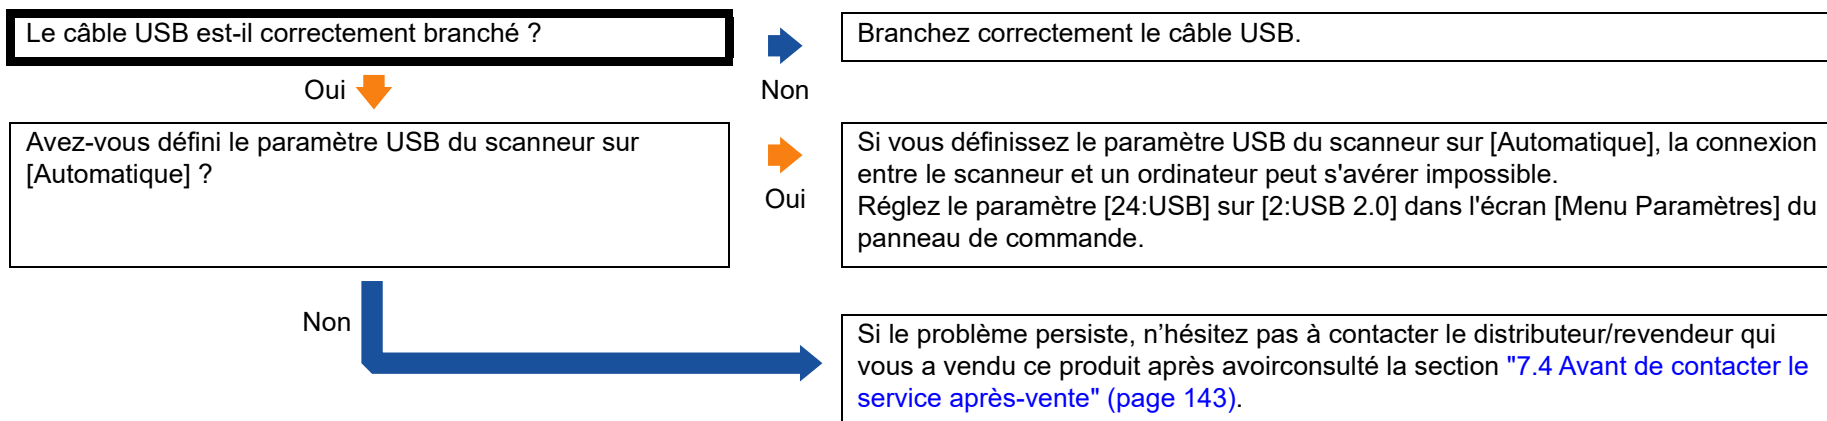 Le câble USB est-il correctement branché ?
Branchez correctement le câble USB.
Oui
Non
Avez-vous défini le paramètre USB du scanneur sur
[Automatique] ?
Oui
Si vous définissez le paramètre USB du scanneur sur [Automatique], la connexion
entre le scanneur et un ordinateur peut s'avérer impossible.
Réglez le paramètre [24:USB] sur [2:USB 2.0] dans l'écran [Menu Paramètres] du
panneau de commande.
Non
Si le problème persiste, n’hésitez pas à contacter le distributeur/revendeur qui
vous a vendu ce produit après avoirconsulté la section "7.4 Avant de contacter le
service après-vente" (page 143).